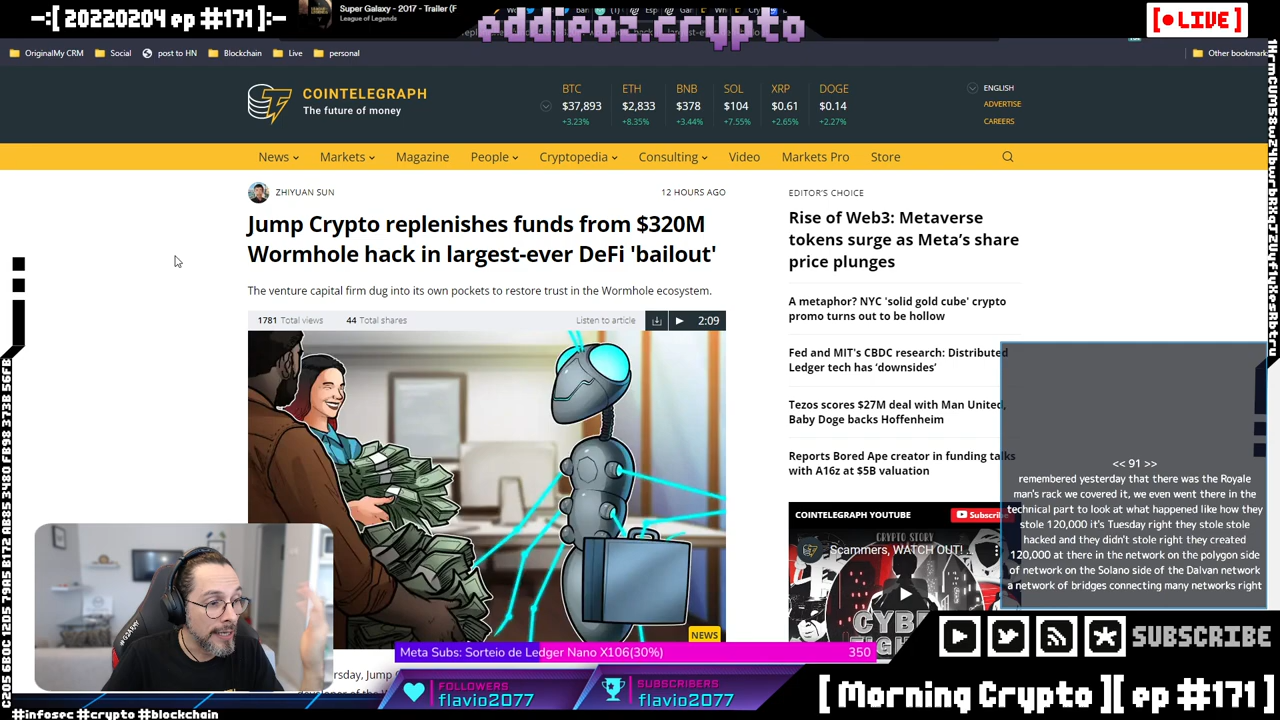 -:[ 20220204 ep #171 ]:-
Super Galaxy - 2017 - Trailer (F
League of Legends
eddieoz.crypto
[ LIVE ]
OriginalMy CRM
Social
post to HN
Blockchain
Live
personal
Other bookmark
COINTELEGRAPH
The future of money
BTC ETH BNB SOL XRP DOGE
$37,893 $2,833 $378 $104 $0.61 $0.14
+3.23% +8.35% +3.44% +7.55% +2.65% +2.27%
ENGLISH
ADVERTISE
CAREERS
News Markets Magazine People Cryptopedia Consulting Video Markets Pro Store
ZHIYUAN SUN
12 HOURS AGO
Jump Crypto replenishes funds from $320M
Wormhole hack in largest-ever DeFi 'bailout'
The venture capital firm dug into its own pockets to restore trust in the Wormhole ecosystem.
1781 Total views 44 Total shares Listen to article 2:09
NEWS
EDITOR'S CHOICE
Rise of Web3: Metaverse
tokens surge as Meta's share
price plunges
A metaphor? NYC 'solid gold cube' crypto
promo turns out to be hollow
Fed and MIT's CBDC research: Distributed
Ledger tech has 'downsides'
Tezos scores $27M deal with Man United,
Baby Doge backs Hoffenheim
Reports Bored Ape creator in funding talks
with A16z at $5B valuation
COINTELEGRAPH YOUTUBE
Subscribe
CRYPTO STORY
Scammers, WATCH OUT! ...
<< 91 >>
remembered yesterday that there was the Royale
man's rack we covered it, we even went there in the
technical part to look at what happened like how they
stole 120,000 it's Tuesday right they stole stole
hacked and they didn't stole right they created
120,000 at there in the network on the polygon side
of network on the Solano side of the Dalvan network
a network of bridges connecting many networks right
SUBSCRIBE
Meta Subs: Sorteio de Ledger Nano X106(30%) 350
FOLLOWERS
flavio2077
SUBSCRIBERS
flavio2077
[ Morning Crypto ][ ep #171 ]
#infosec #crypto #blockchain